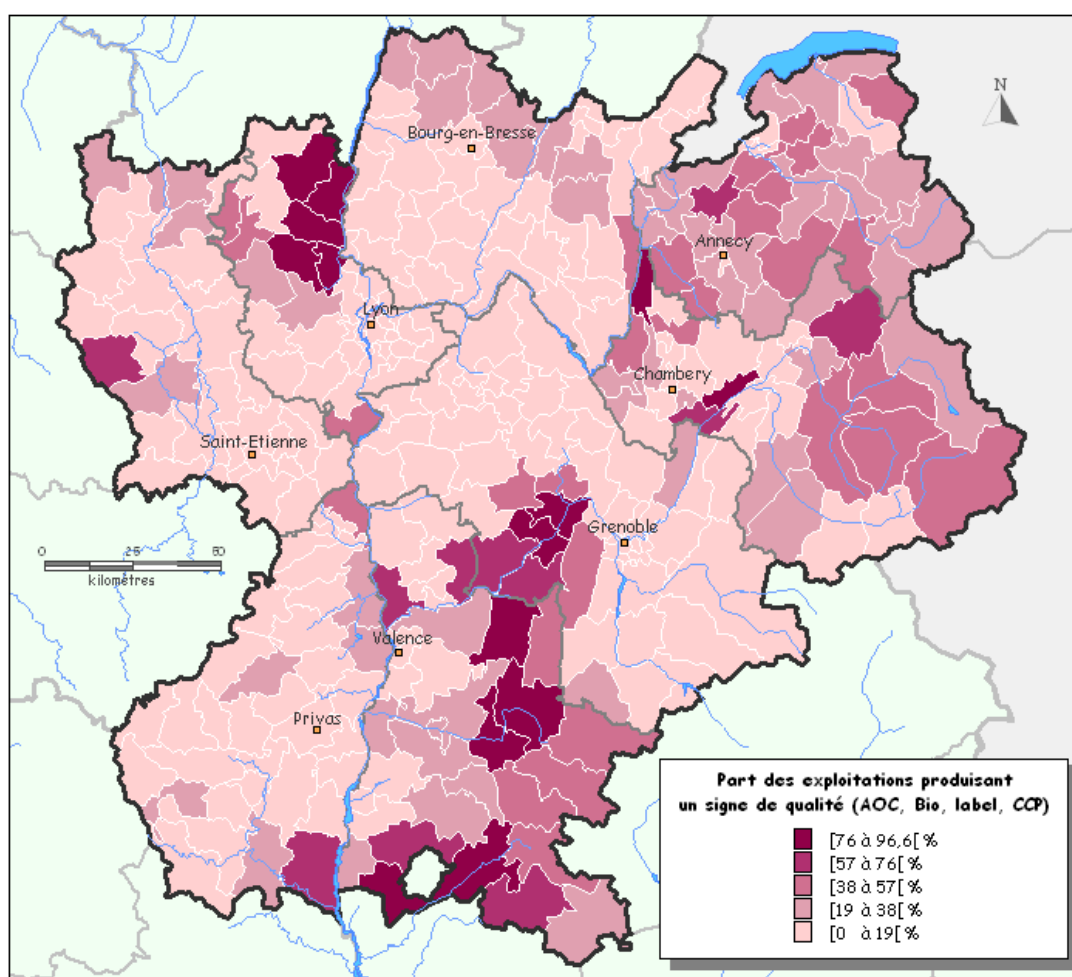 N
Bourg-en-Bresse
Annecy
Lyon
Chambery
Saint-Etienne
Grenoble
0 25 50
kilométres
Valence
Privas
Part des exploitations produisant
un signe de qualité (AOC, Bio, label, CCP)
[76 à 96,6[ %
[57 à 76[ %
[38 à 57[ %
[19 à 38[ %
[0 à 19[ %